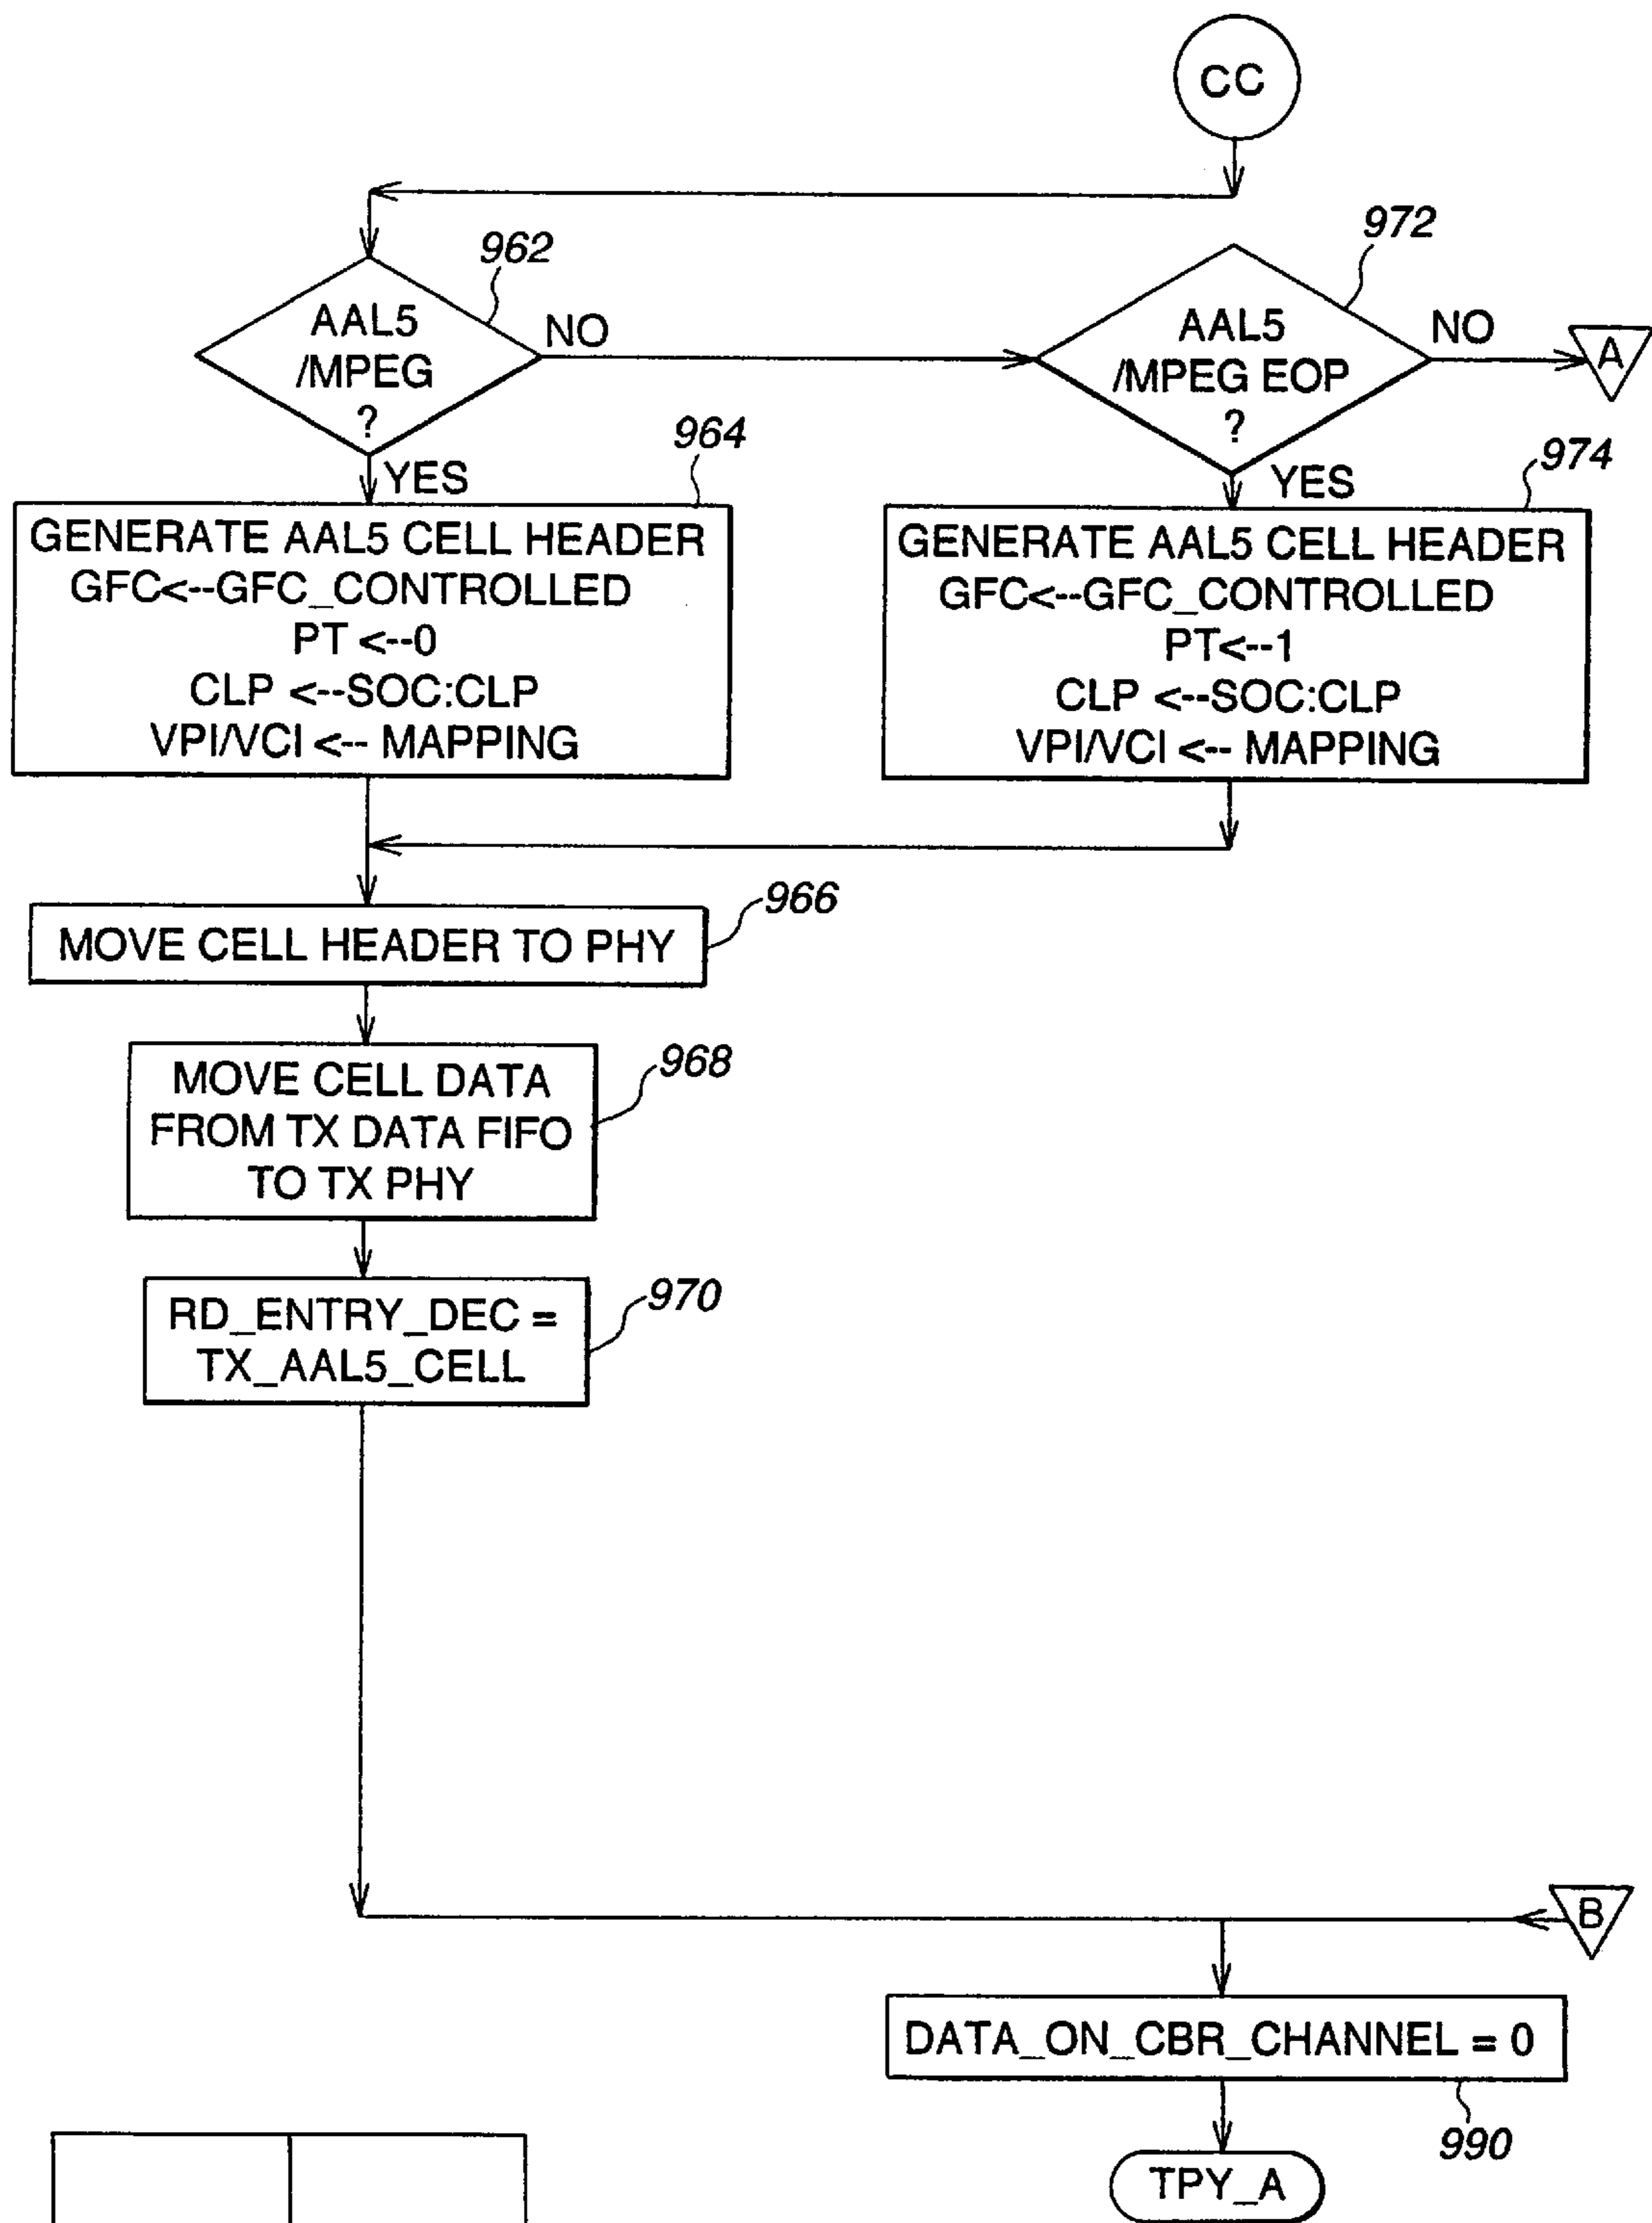 CC
962
AAL5
/MPEG
?
NO
YES
972
AAL5
/MPEG EOP
?
NO
A
YES
964
GENERATE AAL5 CELL HEADER
GFC<--GFC_CONTROLLED
PT <--0
CLP <--SOC:CLP
VPI/VCI <-- MAPPING
974
GENERATE AAL5 CELL HEADER
GFC<--GFC_CONTROLLED
PT<--1
CLP <--SOC:CLP
VPI/VCI <-- MAPPING
966
MOVE CELL HEADER TO PHY
968
MOVE CELL DATA
FROM TX DATA FIFO
TO TX PHY
970
RD_ENTRY_DEC =
TX_AAL5_CELL
B
DATA_ON_CBR_CHANNEL = 0
990
TPY_A